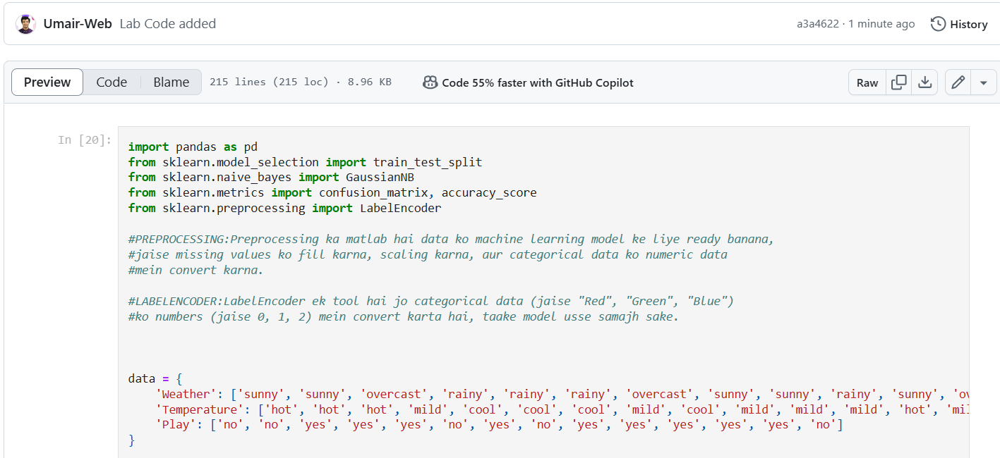 Umair-Web Lab Code added a3a4622 · 1 minute ago History
Preview Code Blame 215 lines (215 loc) · 8.96 KB Code 55% faster with GitHub Copilot Raw
In [20]:
import pandas as pd
from sklearn.model_selection import train_test_split
from sklearn.naive_bayes import GaussianNB
from sklearn.metrics import confusion_matrix, accuracy_score
from sklearn.preprocessing import LabelEncoder
#PREPROCESSING:Preprocessing ka matlab hai data ko machine learning model ke liye ready banana,
#jaise missing values ko fill karna, scaling karna, aur categorical data ko numeric data
#mein convert karna.
#LABELENCODER:LabelEncoder ek tool hai jo categorical data (jaise "Red", "Green", "Blue")
#ko numbers (jaise 0, 1, 2) mein convert karta hai, taake model usse samajh sake.
data = {
'Weather': ['sunny', 'sunny', 'overcast', 'rainy', 'rainy', 'rainy', 'overcast', 'sunny', 'sunny', 'rainy', 'sunny',
'Temperature': ['hot', 'hot', 'hot', 'mild', 'cool', 'cool', 'cool', 'mild', 'cool', 'mild', 'mild', 'mild', 'hot',
'Play': ['no', 'no', 'yes', 'yes', 'yes', 'no', 'yes', 'no', 'yes', 'yes', 'yes', 'yes', 'yes', 'no']
}